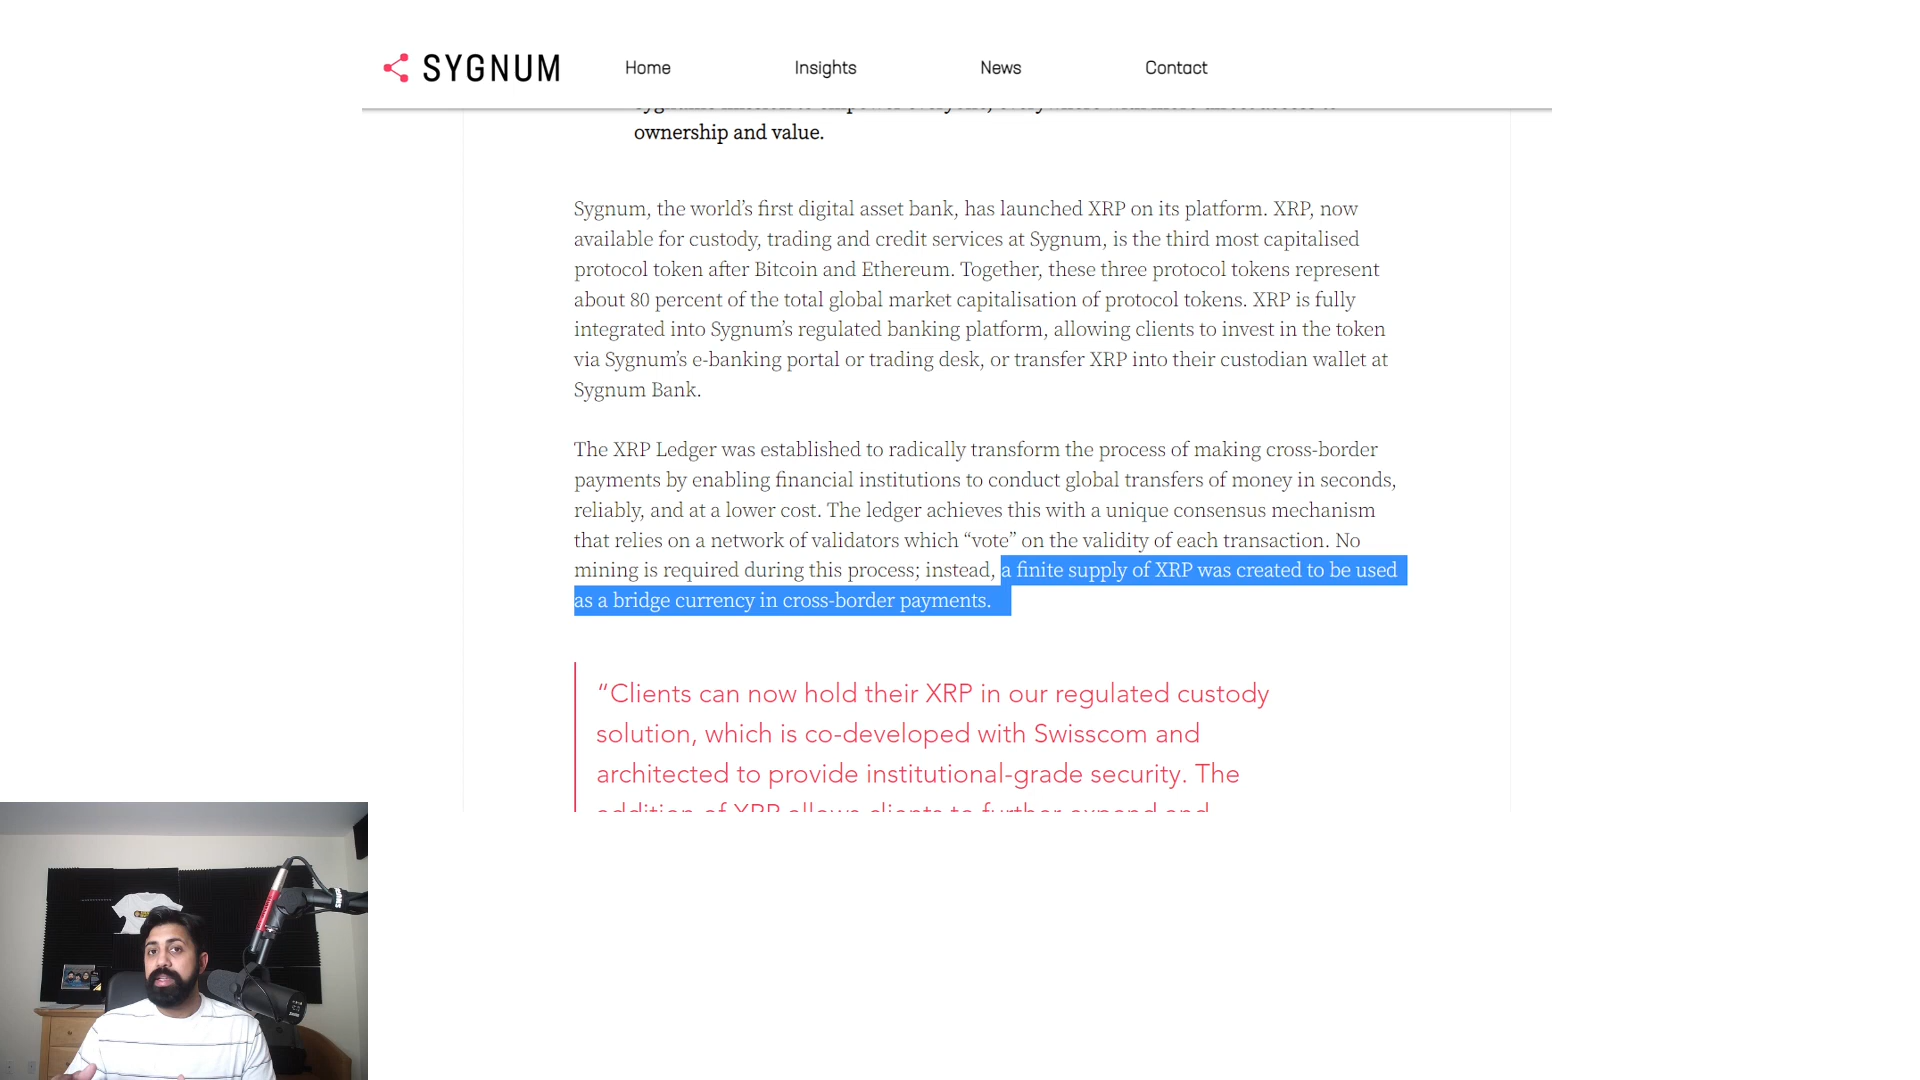 SYGNUM
Home
Insights
News
Contact
ownership and value.
Sygnum, the world’s first digital asset bank, has launched XRP on its platform. XRP, now
available for custody, trading and credit services at Sygnum, is the third most capitalised
protocol token after Bitcoin and Ethereum. Together, these three protocol tokens represent
about 80 percent of the total global market capitalisation of protocol tokens. XRP is fully
integrated into Sygnum’s regulated banking platform, allowing clients to invest in the token
via Sygnum’s e-banking portal or trading desk, or transfer XRP into their custodian wallet at
Sygnum Bank.
The XRP Ledger was established to radically transform the process of making cross-border
payments by enabling financial institutions to conduct global transfers of money in seconds,
reliably, and at a lower cost. The ledger achieves this with a unique consensus mechanism
that relies on a network of validators which “vote” on the validity of each transaction. No
mining is required during this process; instead, a finite supply of XRP was created to be used
as a bridge currency in cross-border payments.
“Clients can now hold their XRP in our regulated custody
solution, which is co-developed with Swisscom and
architected to provide institutional-grade security. The
addition of XRP allows clients to further expand and